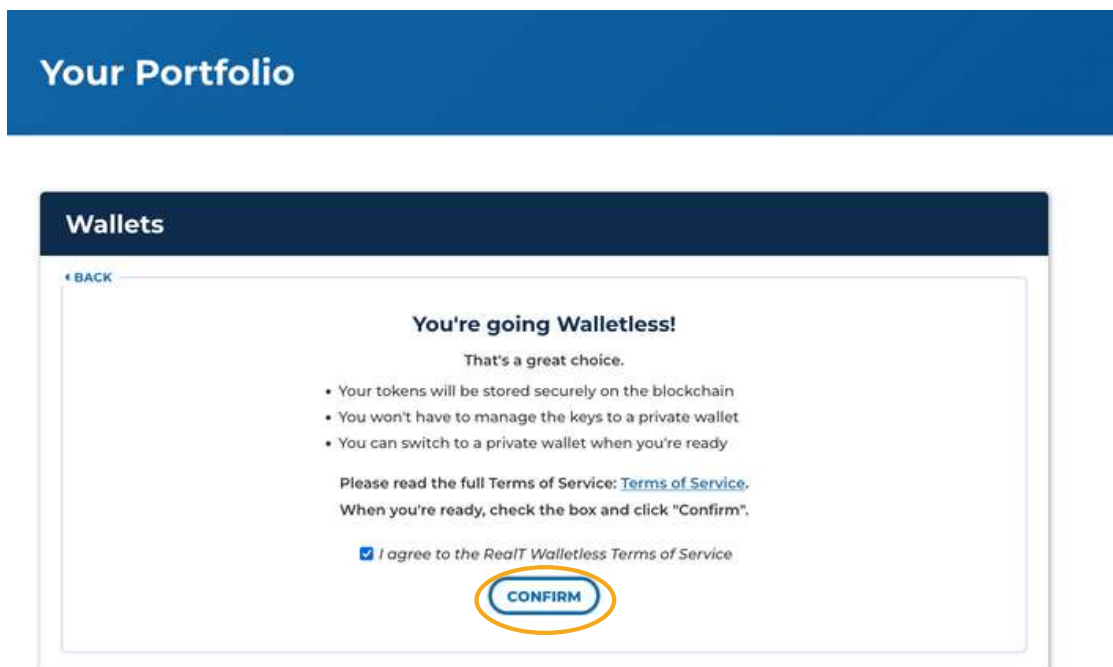 Your Portfolio
Wallets
BACK
You're going Walletless!
That's a great choice.
• Your tokens will be stored securely on the blockchain
• You won't have to manage the keys to a private wallet
• You can switch to a private wallet when you're ready
Please read the full Terms of Service: Terms of Service.
When you're ready, check the box and click "Confirm".
I agree to the RealT Walletless Terms of Service
CONFIRM